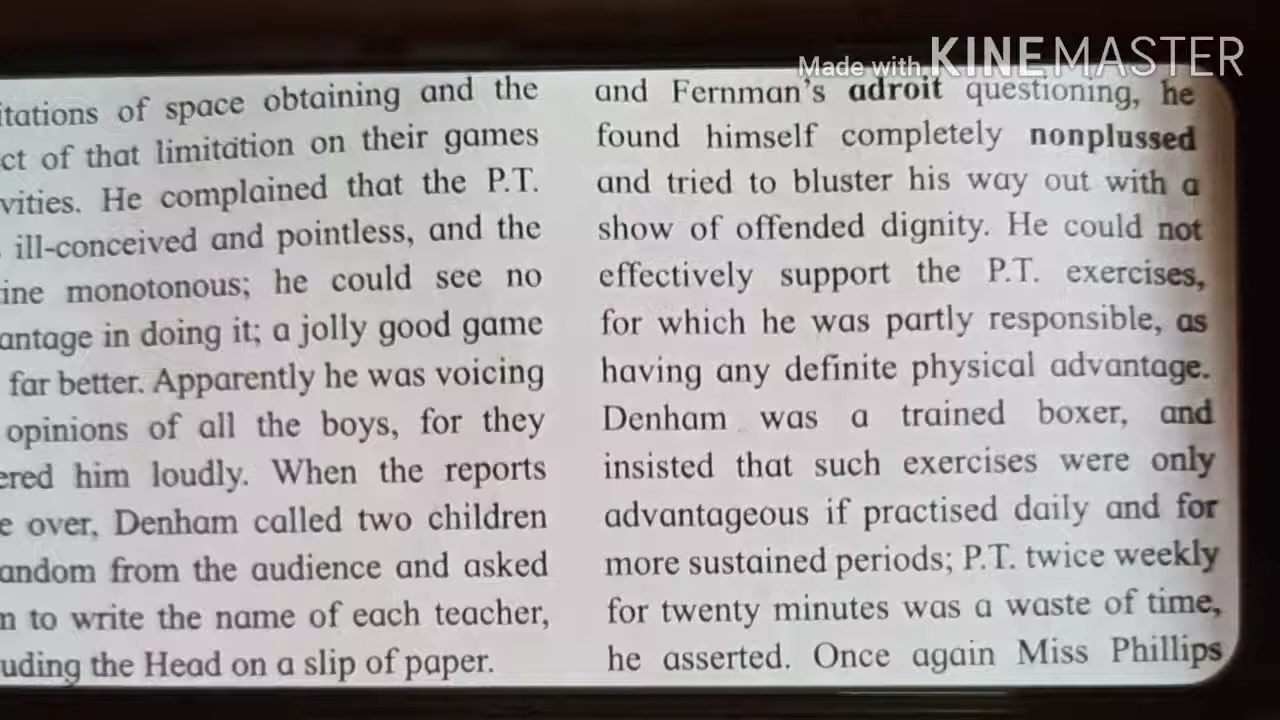 Made with KINEMASTER
itations of space obtaining and the
ct of that limitation on their games
vities. He complained that the P.T.
ill-conceived and pointless, and the
ine monotonous; he could see no
antage in doing it; a jolly good game
far better. Apparently he was voicing
opinions of all the boys, for they
ered him loudly. When the reports
e over, Denham called two children
andom from the audience and asked
n to write the name of each teacher,
uding the Head on a slip of paper.
and Fernman's adroit questioning, he
found himself completely nonplussed
and tried to bluster his way out with a
show of offended dignity. He could not
effectively support the P.T. exercises,
for which he was partly responsible, as
having any definite physical advantage.
Denham was a trained boxer, and
insisted that such exercises were only
advantageous if practised daily and for
more sustained periods; P.T. twice weekly
for twenty minutes was a waste of time,
he asserted. Once again Miss Phillips